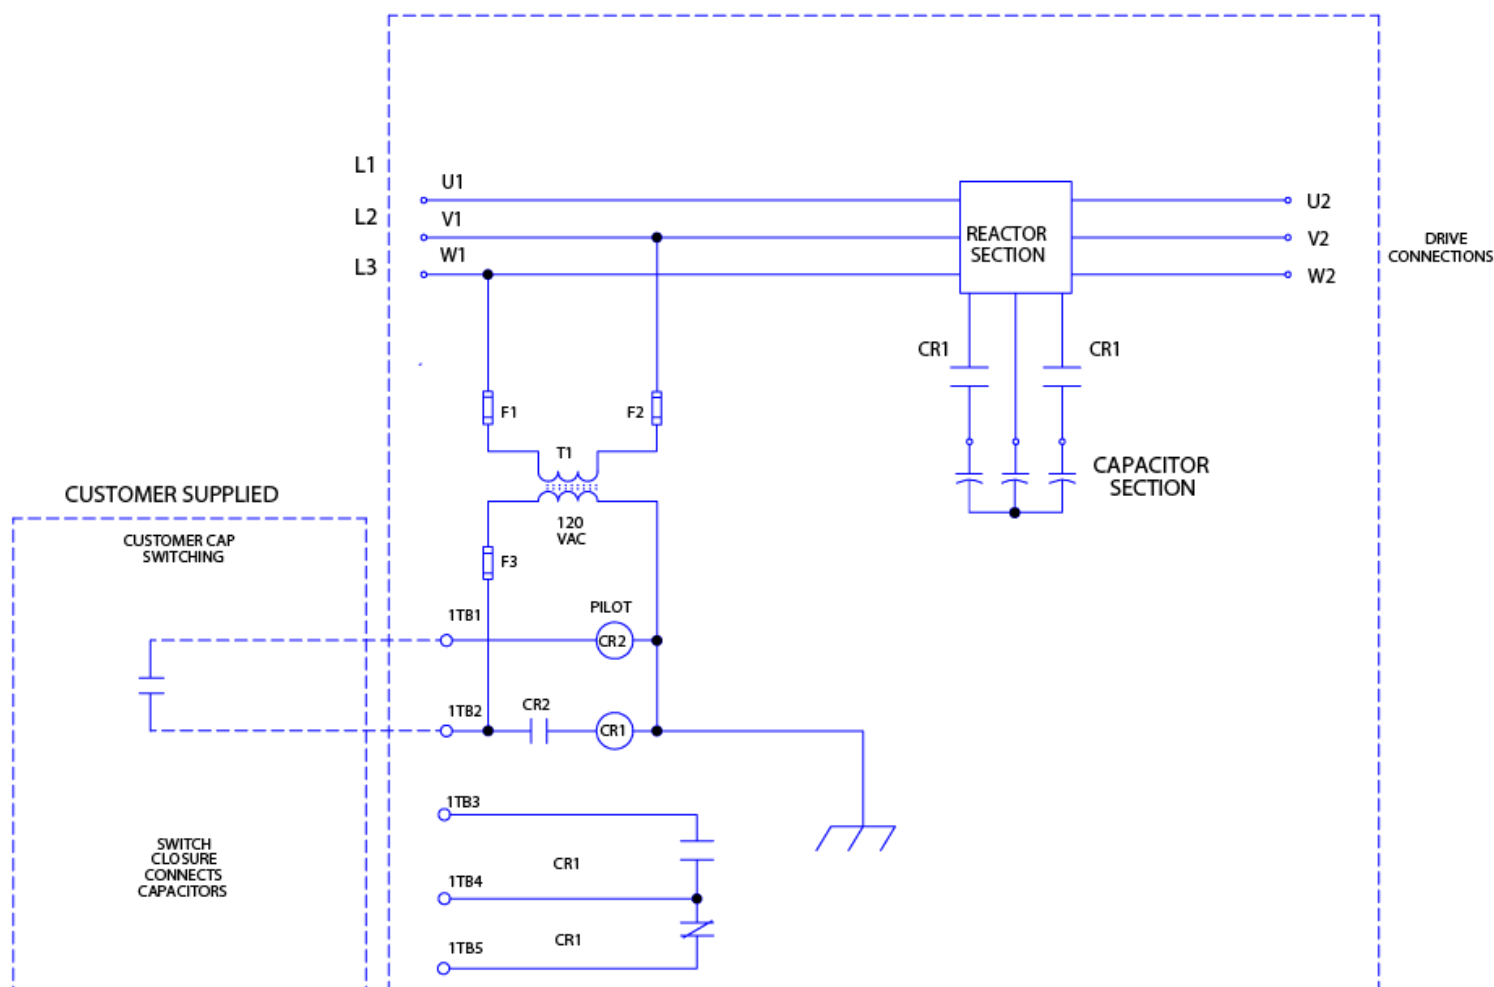 L1
U1
L2
V1
L3
W1
REACTOR
SECTION
U2
V2
W2
DRIVE
CONNECTIONS
CR1
CR1
F1
F2
T1
CAPACITOR
SECTION
CUSTOMER SUPPLIED
120
VAC
CUSTOMER CAP
SWITCHING
F3
1TB1
PILOT
CR2
1TB2
CR2
CR1
1TB3
SWITCH
CLOSURE
CONNECTS
CAPACITORS
CR1
1TB4
CR1
1TB5